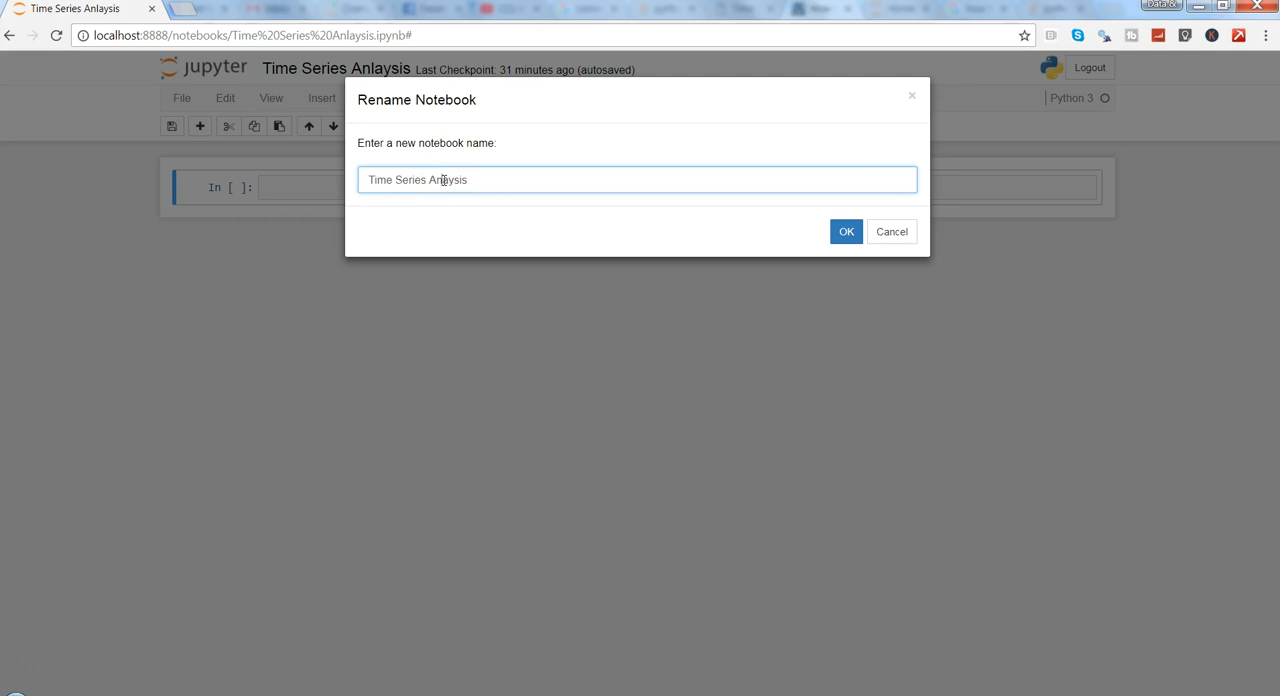 Time Series Anlaysis
Data &
localhost:8888/notebooks/Time%20Series%20Anlaysis.ipynb#
jupyter Time Series Anlaysis Last Checkpoint: 31 minutes ago (autosaved)
Logout
Rename Notebook
File Edit View Insert
Python 3
Enter a new notebook name:
Time Series Anlaysis
In [ ]:
OK Cancel